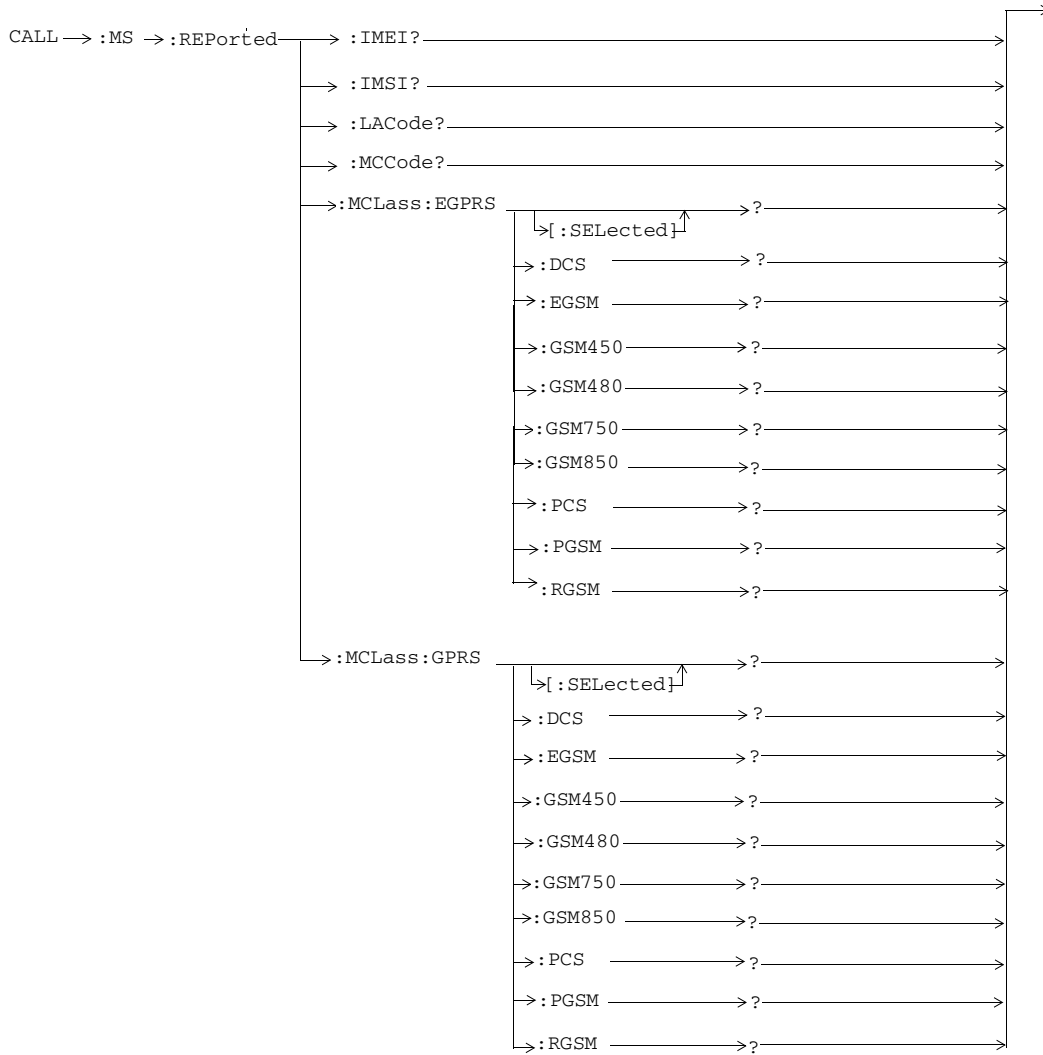 CALL :MS :REPorted :IMEI?
:IMSI?
:LACode?
:MCCode?
:MCLass:EGPRS ?
[:SELected]
:DCS ?
:EGSM ?
:GSM450 ?
:GSM480 ?
:GSM750 ?
:GSM850 ?
:PCS ?
:PGSM ?
:RGSM ?
:MCLass:GPRS ?
[:SELected]
:DCS ?
:EGSM ?
:GSM450 ?
:GSM480 ?
:GSM750 ?
:GSM850 ?
:PCS ?
:PGSM ?
:RGSM ?